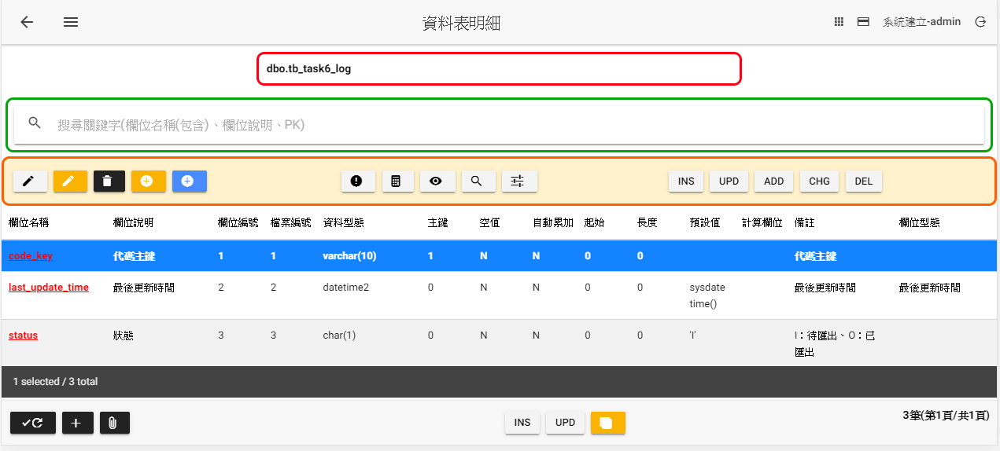 資料表明細
系統建立-admin
dbo.tb_task6_log
搜尋關鍵字(欄位名稱(包含)、欄位說明、PK)
INS UPD ADD CHG DEL
欄位名稱 欄位說明 欄位編號 檔案編號 資料型態 主鍵 空值 自動累加 起始 長度 預設值 計算欄位 備註 欄位型態
code_key 代碼主鍵 1 1 varchar(10) 1 N N 0 0 代碼主鍵
last_update_time 最後更新時間 2 2 datetime2 0 N N 0 0 sysdate 最後更新時間 最後更新時間
time()
status 狀態 3 3 char(1) 0 N N 0 0 'I' I：待匯出、O：已
匯出
1 selected / 3 total
INS UPD 3筆(第1頁/共1頁)